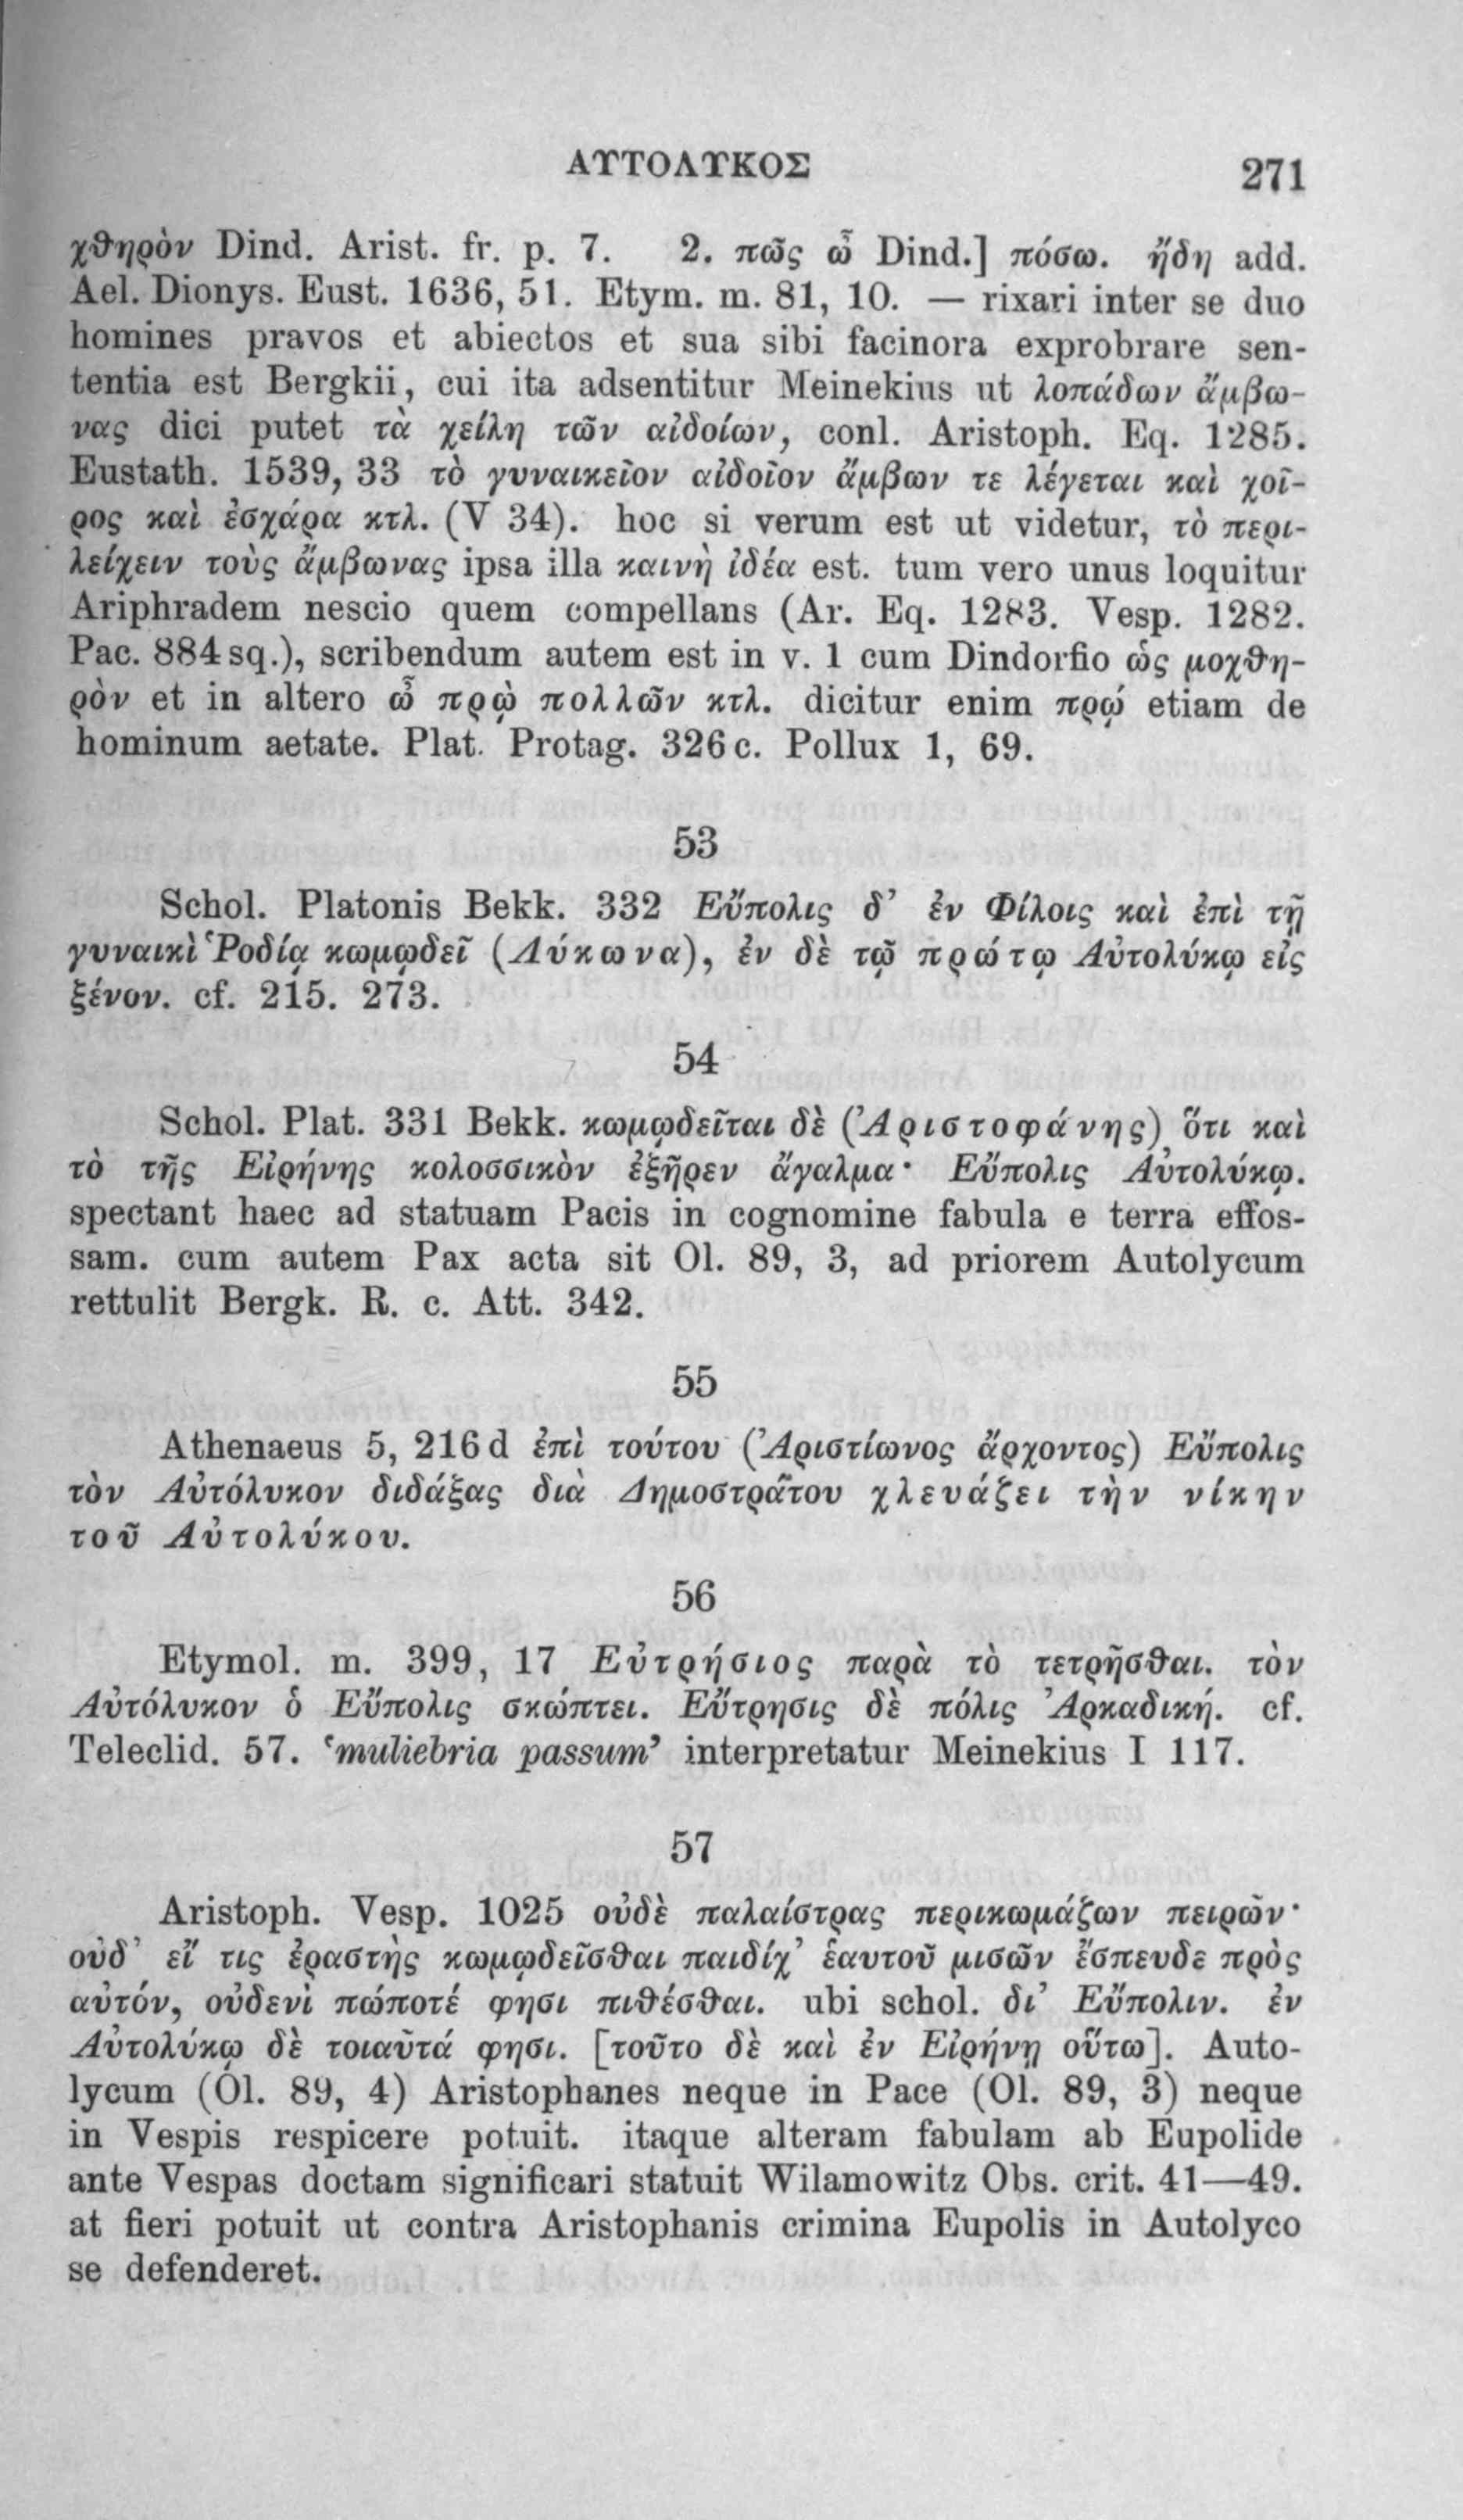 ΑΥΤΟΛΥΚΟΣ 271
χθηρὸν Dind. Arist. fr. p. 7. 2. πῶς ὦ Dind.] πόσω. ἤδη add.
Ael. Dionys. Eust. 1636, 51. Etym. m. 81, 10. — rixari inter se duo
homines pravos et abiectos et sua sibi facinora exprobrare sen-
tentia est Bergkii, cui ita adsentitur Meinekius ut λοπάδων ἄμβω-
νας dici putet τὰ χείλη τῶν αἰδοίων, conl. Aristoph. Eq. 1285.
Eustath. 1539, 33 τὸ γυναικεῖον αἰδοῖον ἄμβων τε λέγεται καὶ χοῖ-
ρος καὶ ἐσχάρα κτλ. (V 34). hoc si verum est ut videtur, τὸ περι-
λείχειν τοὺς ἄμβωνας ipsa illa καινὴ ἰδέα est. tum vero unus loquitur
Ariphradem nescio quem compellans (Ar. Eq. 1283. Vesp. 1282.
Pac. 884 sq.), scribendum autem est in v. 1 cum Dindorfio ὡς μοχθη-
ρὸν et in altero ὦ πρῲ πολλῶν κτλ. dicitur enim πρῴ etiam de
hominum aetate. Plat. Protag. 326 c. Pollux 1, 69.
53
Schol. Platonis Bekk. 332 Εὔπολις δ’ ἐν Φίλοις καὶ ἐπὶ τῇ
γυναικὶ Ῥοδίᾳ κωμῳδεῖ (Λύκωνα), ἐν δὲ τῷ πρώτῳ Αὐτολύκῳ εἰς
ξένον. cf. 215. 273.
54
Schol. Plat. 331 Bekk. κωμῳδεῖται δὲ (Ἀριστοφάνης) ὅτι καὶ
τὸ τῆς Εἰρήνης κολοσσικὸν ἐξῆρεν ἄγαλμα· Εὔπολις Αὐτολύκῳ.
spectant haec ad statuam Pacis in cognomine fabula e terra effos-
sam. cum autem Pax acta sit Ol. 89, 3, ad priorem Autolycum
rettulit Bergk. R. c. Att. 342.
55
Athenaeus 5, 216 d ἐπὶ τούτου (Ἀριστίωνος ἄρχοντος) Εὔπολις
τὸν Αὐτόλυκον διδάξας διὰ Δημοστράτου χλευάζει τὴν νίκην
τοῦ Αὐτολύκου.
56
Etymol. m. 399, 17 Εὐτρήσιος παρὰ τὸ τετρῆσθαι. τὸν
Αὐτόλυκον ὁ Εὔπολις σκώπτει. Εὔτρησις δὲ πόλις Ἀρκαδική. cf.
Teleclid. 57. ‘muliebria passum’ interpretatur Meinekius I 117.
57
Aristoph. Vesp. 1025 οὐδὲ παλαίστρας περικωμάζων πειρῶν·
οὐδ’ εἴ τις ἐραστὴς κωμῳδεῖσθαι παιδίχ’ ἑαυτοῦ μισῶν ἔσπευδε πρὸς
αὐτόν, οὐδενὶ πώποτέ φησι πιθέσθαι. ubi schol. δι’ Εὔπολιν. ἐν
Αὐτολύκῳ δὲ τοιαῦτά φησι. [τοῦτο δὲ καὶ ἐν Εἰρήνῃ οὕτω]. Auto-
lycum (Ol. 89, 4) Aristophanes neque in Pace (Ol. 89, 3) neque
in Vespis respicere potuit. itaque alteram fabulam ab Eupolide
ante Vespas doctam significari statuit Wilamowitz Obs. crit. 41—49.
at fieri potuit ut contra Aristophanis crimina Eupolis in Autolyco
se defenderet.